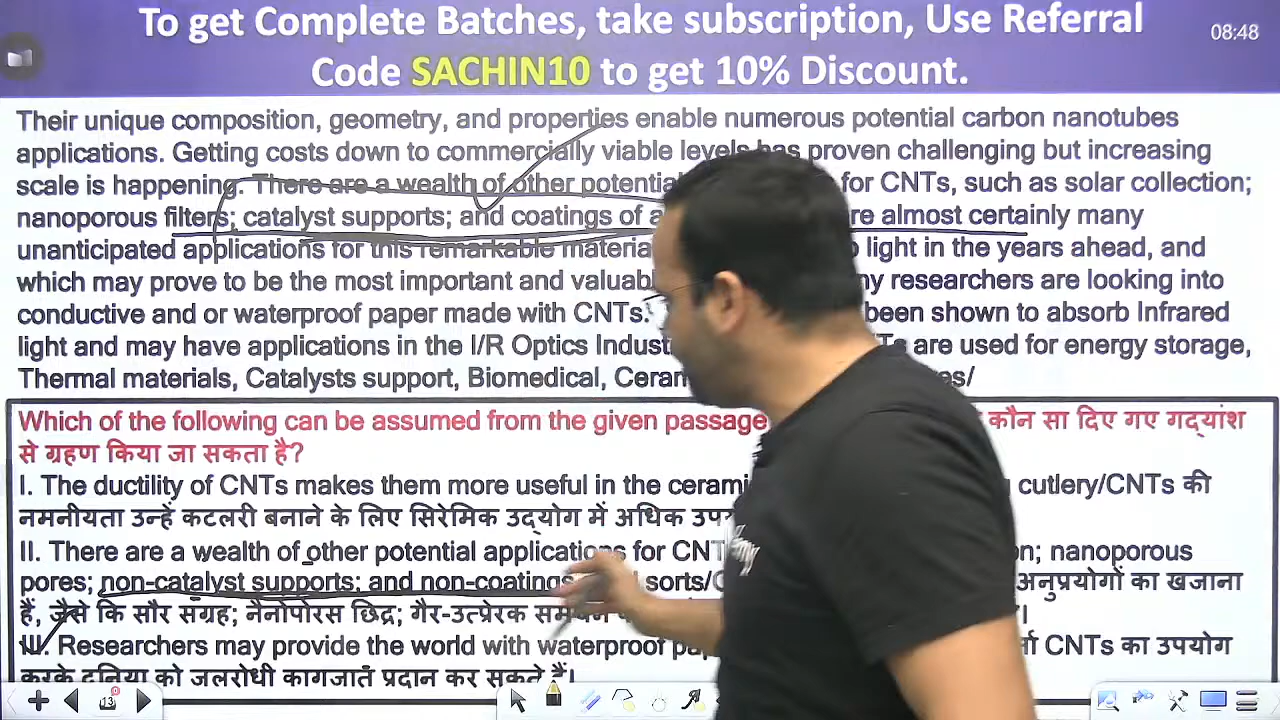 To get Complete Batches, take subscription, Use Referral
Code SACHIN10 to get 10% Discount.
08:48
Their unique composition, geometry, and properties enable numerous potential carbon nanotubes
applications. Getting costs down to commercially viable levels has proven challenging but increasing
scale is happening. There are a wealth of other potential for CNTs, such as solar collection;
nanoporous filters; catalyst supports; and coatings of almost certainly many
unanticipated applications for this remarkable light in the years ahead, and
which may prove to be the most important and researchers are looking into
conductive and or waterproof paper made with CNTs. been shown to absorb Infrared
light and may have applications in the I/R Optics are used for energy storage,
Thermal materials, Catalysts support, Biomedical,
Which of the following can be assumed from the given passage कौन सा दिए गए गद्यांश
से ग्रहण किया जा सकता है?
I. The ductility of CNTs makes them more useful in the cutlery/CNTs की
नमनीयता उन्हें कटलरी बनाने के लिए सिरेमिक उद्योग में अधिक
II. There are a wealth of other potential applications for nanoporous
pores; non-catalyst supports; and non-coatings sorts/ अनुप्रयोगों का खजाना
हैं, जैसे कि सौर संग्रह; नैनोपोरस छिद्र; गैर-उत्प्रेरक
III. Researchers may provide the world with waterproof CNTs का उपयोग
करके दुनिया को जलरोधी कागजात प्रदान कर सकते हैं।
13